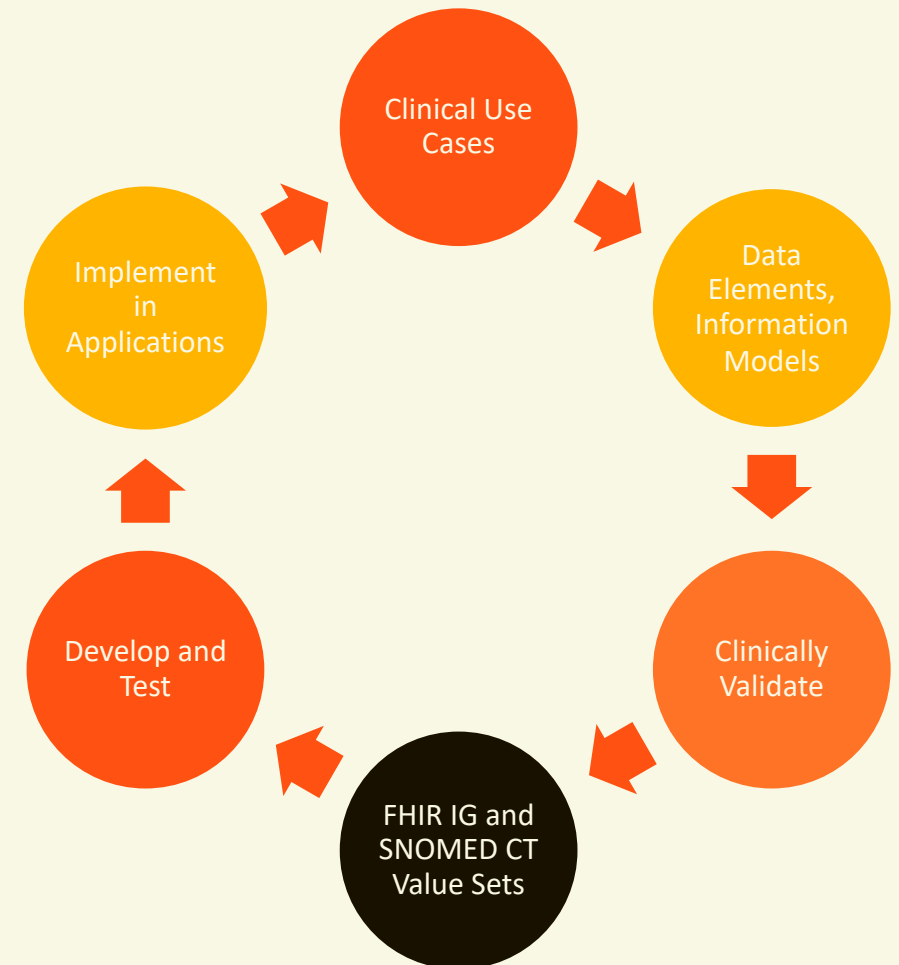 Clinical Use
Cases
Data
Elements,
Information
Models
Clinically
Validate
FHIR IG and
SNOMED CT
Value Sets
Develop and
Test
Implement
in
Applications